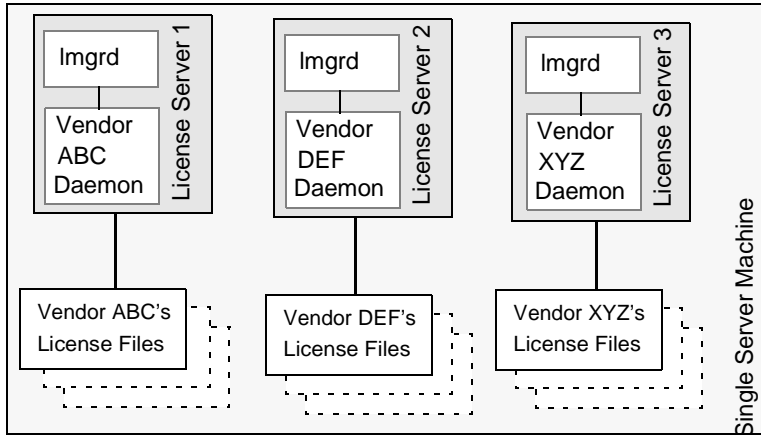 lmgrd
Vendor
ABC
Daemon
License Server 1
Vendor ABC's
License Files
lmgrd
Vendor
DEF
Daemon
License Server 2
Vendor DEF's
License Files
lmgrd
Vendor
XYZ
Daemon
License Server 3
Vendor XYZ's
License Files
Single Server Machine